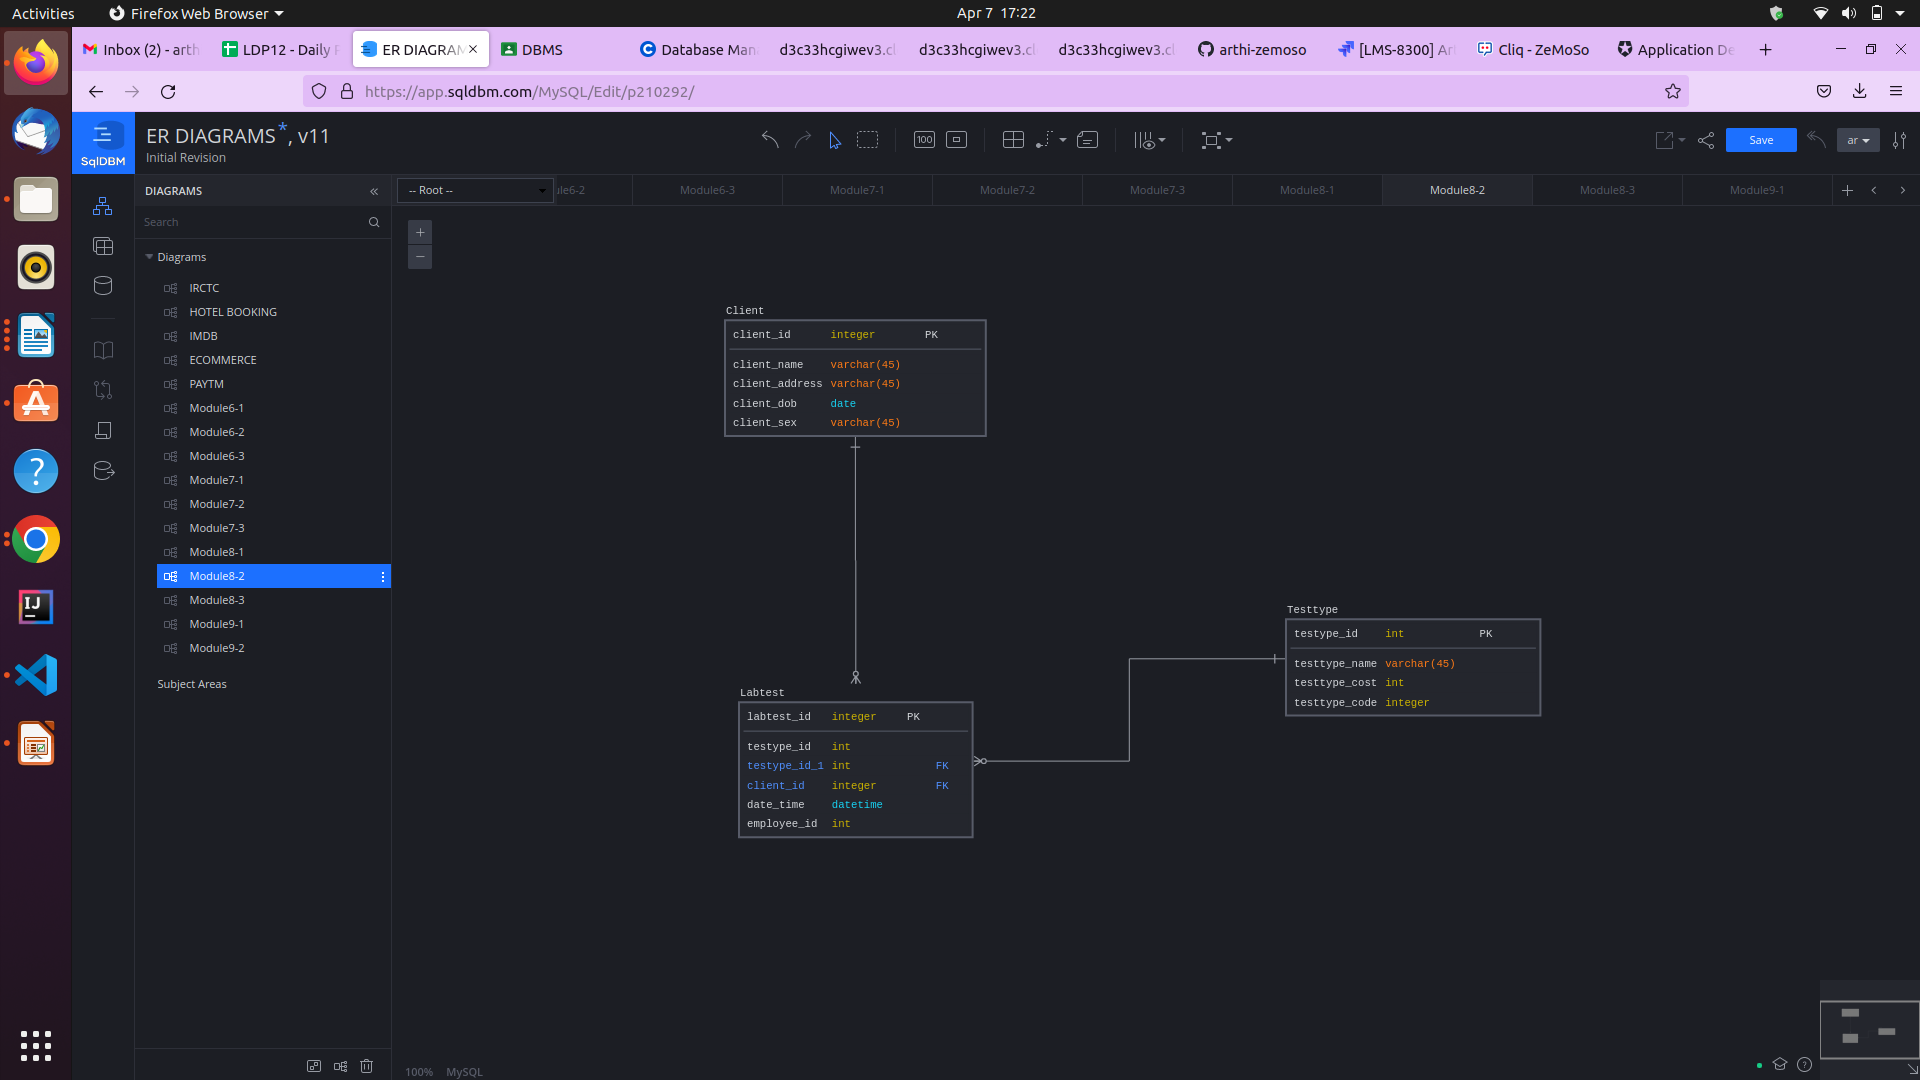 Activities
Firefox Web Browser
Apr 7 17:22
Inbox (2) - arth
LDP12 - Daily
ER DIAGRAM
DBMS
Database Man
d3c33hcgiwev3.cl
d3c33hcgiwev3.cl
d3c33hcgiwev3.cl
arthi-zemoso
[LMS-8300] Ar
Cliq - ZeMoSo
Application De
https://app.sqldbm.com/MySQL/Edit/p210292/
SqlDBM
ER DIAGRAMS*, v11
Initial Revision
100
Save
ar
DIAGRAMS
-- Root --
Module6-3
Module7-1
Module7-2
Module7-3
Module8-1
Module8-2
Module8-3
Module9-1
Search
Diagrams
IRCTC
HOTEL BOOKING
IMDB
ECOMMERCE
PAYTM
Module6-1
Module6-2
Module6-3
Module7-1
Module7-2
Module7-3
Module8-1
Module8-2
Module8-3
Module9-1
Module9-2
Subject Areas
Client
client_id integer PK
client_name varchar(45)
client_address varchar(45)
client_dob date
client_sex varchar(45)
Testtype
testype_id int PK
testtype_name varchar(45)
testtype_cost int
testtype_code integer
Labtest
labtest_id integer PK
testype_id int
testype_id_1 int FK
client_id integer FK
date_time datetime
employee_id int
100% MySQL